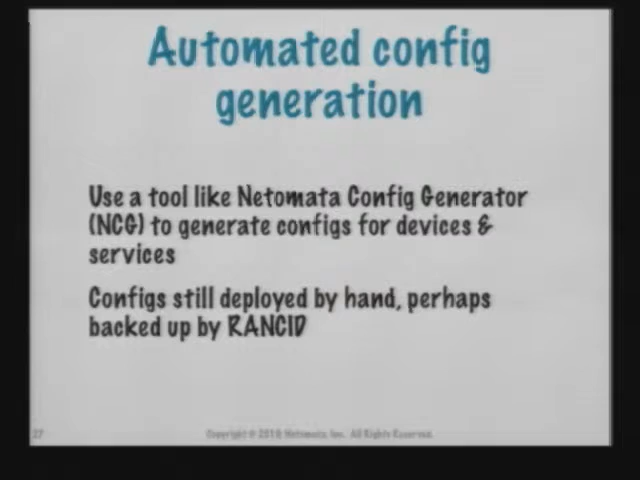 Automated config
generation
Use a tool like Netomata Config Generator
(NCG) to generate configs for devices &
services
Configs still deployed by hand, perhaps
backed up by RANCID
27
Copyright © 2010, Netomata, Inc. All Rights Reserved.